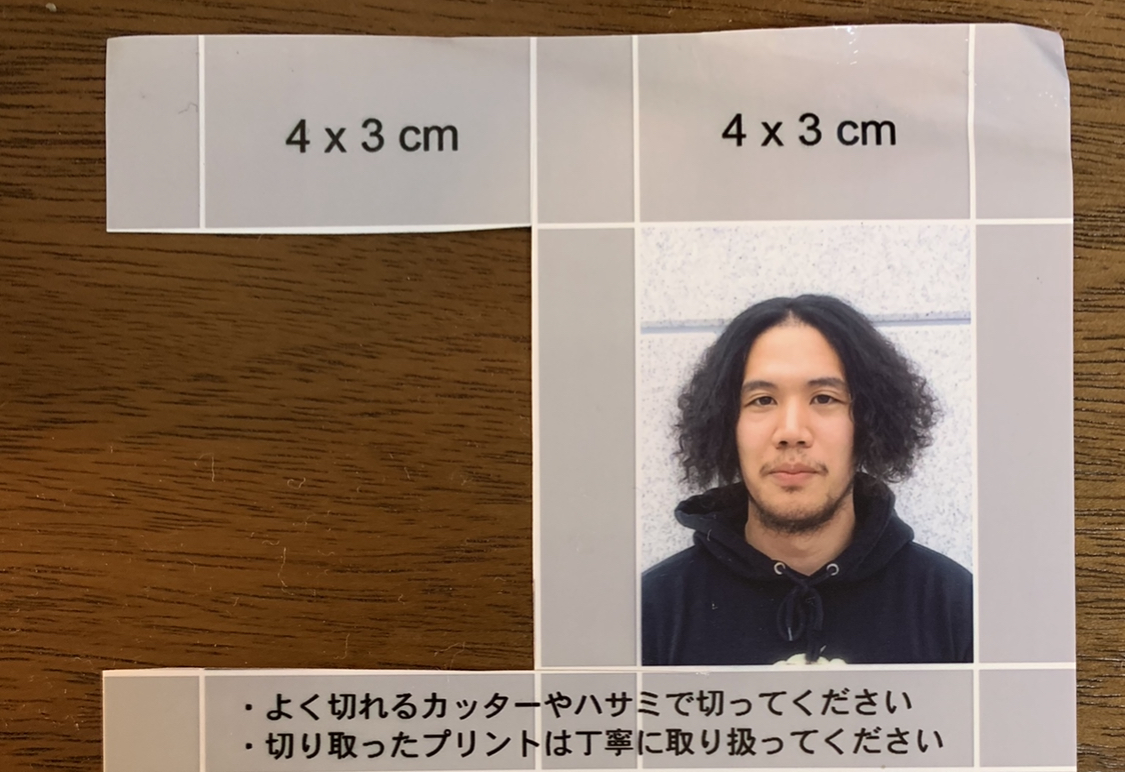 4 x 3 cm
4 x 3 cm
・よく切れるカッターやハサミで切ってください
・切り取ったプリントは丁寧に取り扱ってください